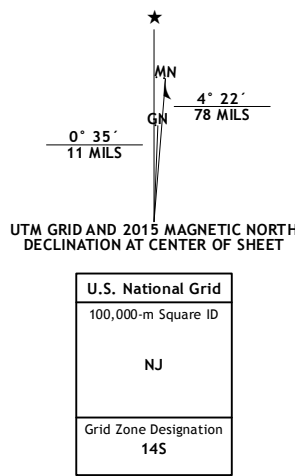 MN
4° 22´
78 MILS
GN
0° 35´
11 MILS
UTM GRID AND 2015 MAGNETIC NORTH
DECLINATION AT CENTER OF SHEET
U.S. National Grid
100,000-m Square ID
NJ
Grid Zone Designation
14S